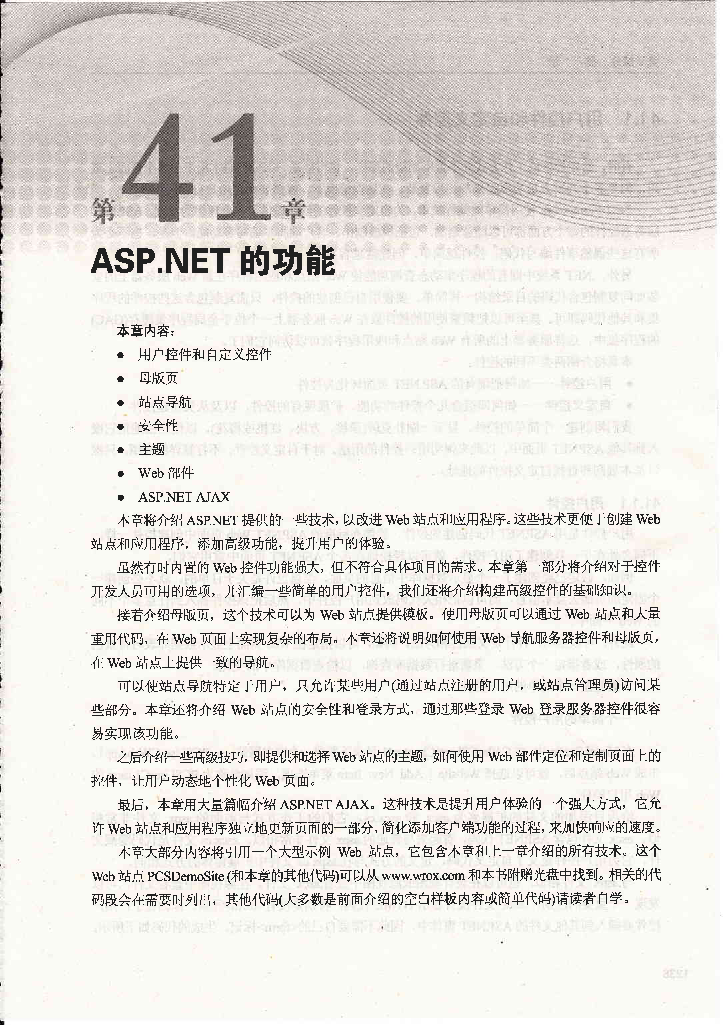 第41章
ASP.NET 的功能
本章内容：
● 用户控件和自定义控件
● 母版页
● 站点导航
● 安全性
● 主题
● Web 部件
● ASP.NET AJAX
本章将介绍 ASP.NET 提供的一些技术，以改进 Web 站点和应用程序。这些技术更便于创建 Web
站点和应用程序，添加高级功能，提升用户的体验。
虽然有时内置的 Web 控件功能强大，但不符合具体项目的需求。本章第一部分将介绍对于控件
开发人员可用的选项，并汇编一些简单的用户控件，我们还将介绍构建高级控件的基础知识。
接着介绍母版页，这个技术可以为 Web 站点提供模板。使用母版页可以通过 Web 站点和大量
重用代码，在 Web 页面上实现复杂的布局。本章还将说明如何使用 Web 导航服务器控件和母版页，
在 Web 站点上提供一致的导航。
可以使站点导航特定于用户，只允许某些用户(通过站点注册的用户，或站点管理员)访问某
些部分。本章还将介绍 Web 站点的安全性和登录方式，通过那些登录 Web 登录服务器控件很容
易实现该功能。
之后介绍一些高级技巧，即提供和选择 Web 站点的主题，如何使用 Web 部件定位和定制页面上的
控件，让用户动态地个性化 Web 页面。
最后，本章用大量篇幅介绍 ASP.NET AJAX。这种技术是提升用户体验的一个强大方式，它允
许 Web 站点和应用程序独立地更新页面的一部分，简化添加客户端功能的过程，来加快响应的速度。
本章大部分内容将引用一个大型示例 Web 站点，它包含本章和上一章介绍的所有技术。这个
Web 站点 PCSDemoSite (和本章的其他代码)可以从 www.wrox.com 和本书附赠光盘中找到。相关的代
码段会在需要时列出，其他代码(大多数是前面介绍的空白样板内容或简单代码)请读者自学。